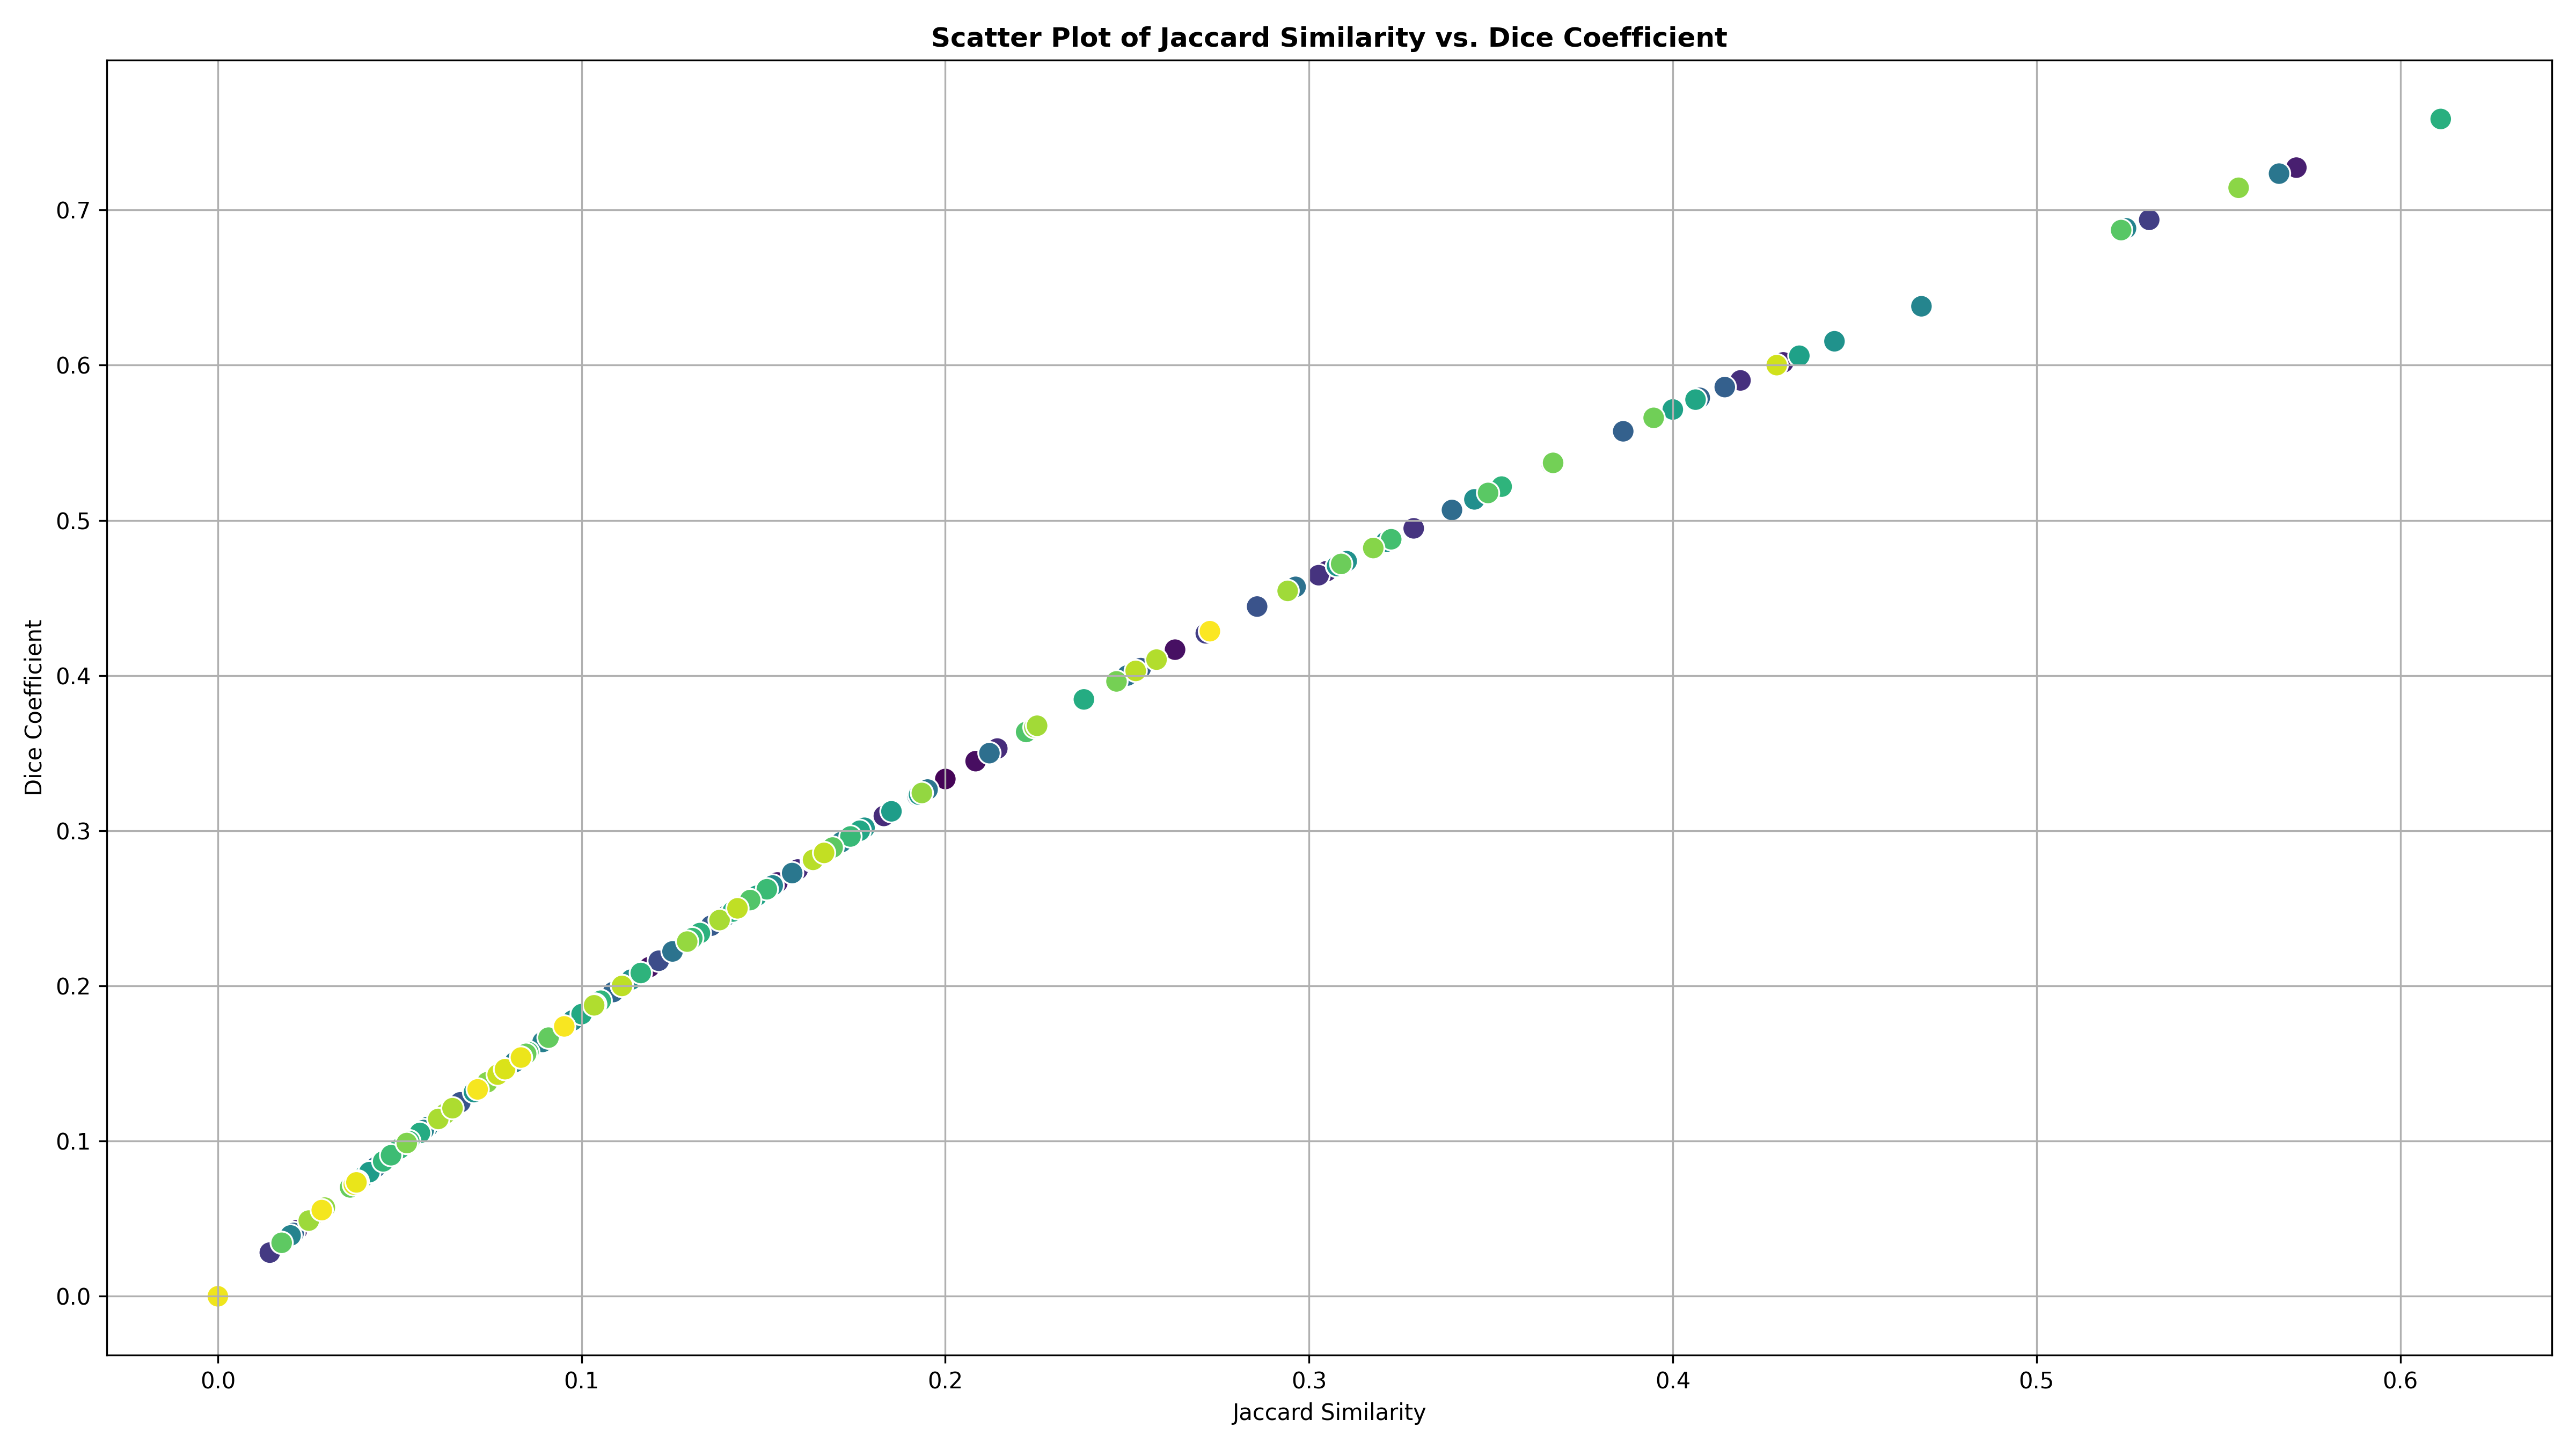 Scatter Plot of Jaccard Similarity vs. Dice Coefficient
0.7
0.6
0.5
0.4
0.3
0.2
0.1
0.0
Dice Coefficient
0.0 0.1 0.2 0.3 0.4 0.5 0.6
Jaccard Similarity